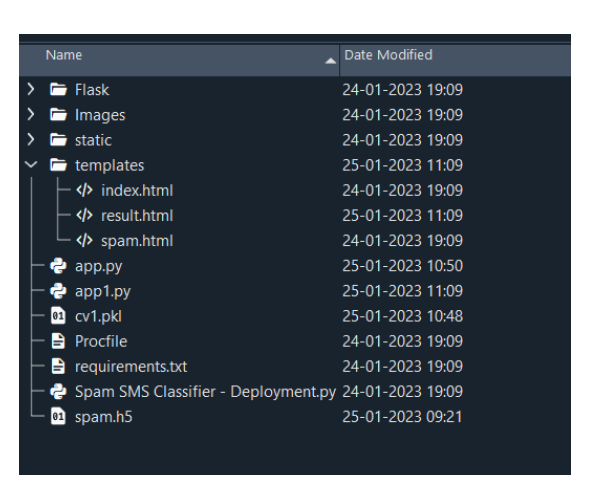 Name Date Modified
Flask 24-01-2023 19:09
Images 24-01-2023 19:09
static 24-01-2023 19:09
templates 25-01-2023 11:09
index.html 24-01-2023 19:09
result.html 25-01-2023 11:09
spam.html 24-01-2023 19:09
app.py 25-01-2023 10:50
app1.py 25-01-2023 11:09
cv1.pkl 25-01-2023 10:48
Procfile 24-01-2023 19:09
requirements.txt 24-01-2023 19:09
Spam SMS Classifier - Deployment.py 24-01-2023 19:09
spam.h5 25-01-2023 09:21